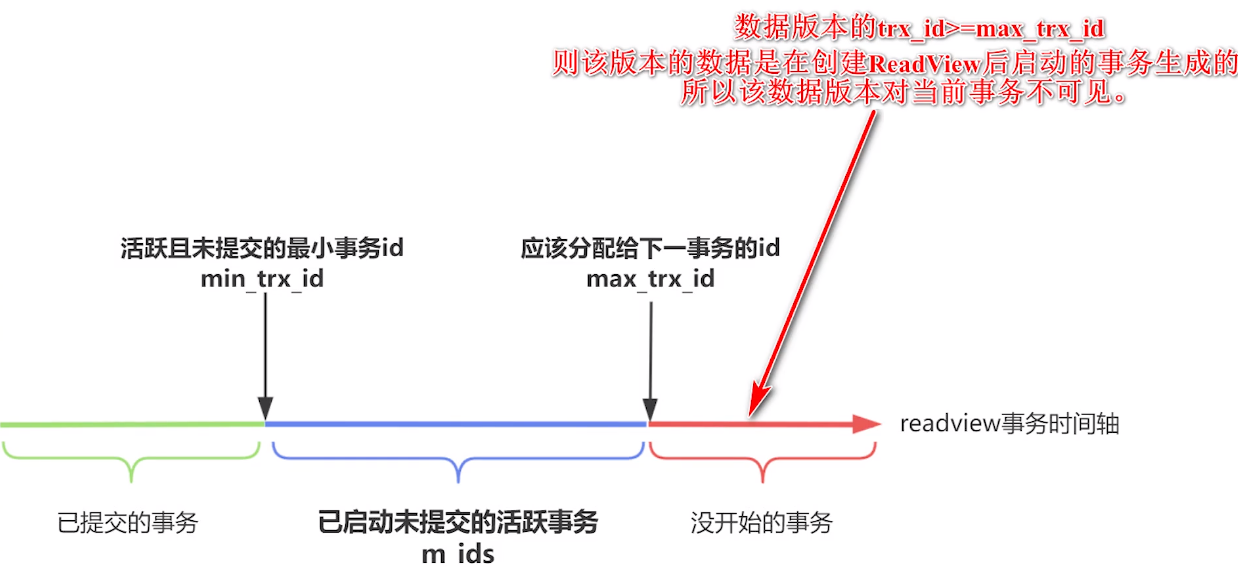 数据版本的trx_id>=max_trx_id
则该版本的数据是在创建ReadView后启动的事务生成的
所以该数据版本对当前事务不可见。
活跃且未提交的最小事务id
min_trx_id
应该分配给下一事务的id
max_trx_id
readview事务时间轴
已提交的事务
已启动未提交的活跃事务
m_ids
没开始的事务